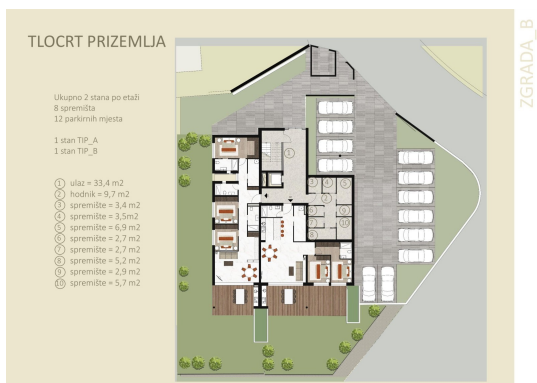 TLOCRT PRIZEMLJA
ZGRADA_B
Ukupno 2 stana po etaži
8 spremišta
12 parkirnih mjesta
1 stan TIP_A
1 stan TIP_B
1 ulaz = 33,4 m2
2 hodnik = 9,7 m2
3 spremište = 3,4 m2
4 spremište = 3,5m2
5 spremište = 6,9 m2
6 spremište = 2,7 m2
7 spremište = 2,7 m2
8 spremište = 5,2 m2
9 spremište = 2,9 m2
10 spremište = 5,7 m2